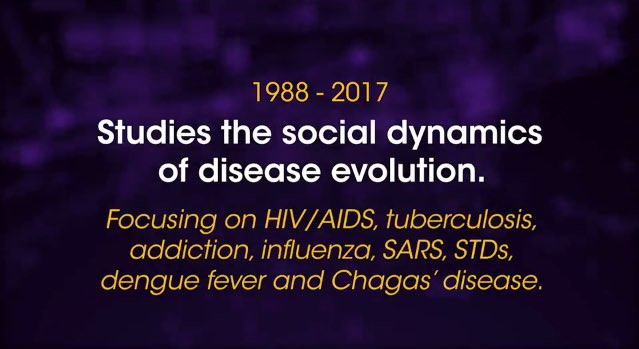 1988 - 2017
Studies the social dynamics
of disease evolution.
Focusing on HIV/AIDS, tuberculosis,
addiction, influenza, SARS, STDs,
dengue fever and Chagas’ disease.